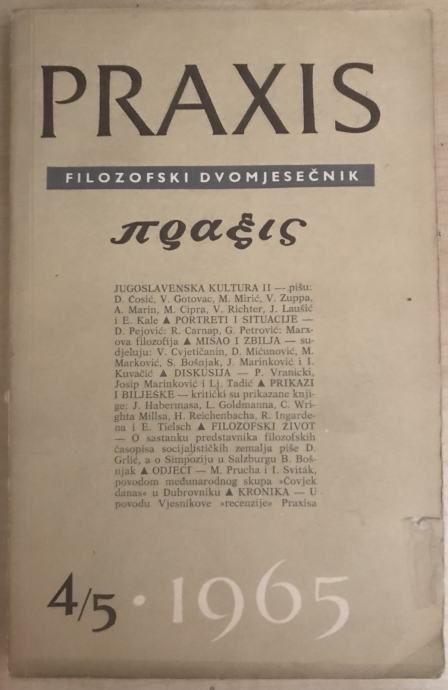 PRAXIS
FILOZOFSKI DVOMJESEČNIK
πραξις
JUGOSLAVENSKA KULTURA II — pišu:
D. Ćosić, V. Gotovac, M. Mirić, V. Zuppa,
A. Marin, M. Cipra, V. Richter, J. Laušić
i E. Kale ▲ PORTRETI I SITUACIJE —
D. Pejović: R. Carnap, G. Petrović: Marx-
ova filozofija ▲ MISAO I ZBILJA — su-
djeluju: V. Cvjetičanin, D. Mićunović, M.
Marković, S. Bošnjak, J. Marinković i I.
Kuvačić ▲ DISKUSIJA — P. Vranicki,
Josip Marinković i Lj. Tadić ▲ PRIKAZI
I BILJEŠKE — kritički su prikazane knji-
ge: J. Habermasa, L. Goldmanna, C. Wri-
ghta Millsa, H. Reichenbacha, R. Ingarde-
na i E. Tielsch ▲ FILOZOFSKI ŽIVOT
— O sastanku predstavnika filozofskih
časopisa socijalističkih zemalja piše D.
Grlić, a o Simpoziju u Salzburgu B. Boš-
njak ▲ ODJECI — M. Prucha i I. Svitak,
povodom međunarodnog skupa »Čovjek
danas« u Dubrovniku ▲ KRONIKA — U
povodu Vjesnikove »recenzije» Praxisa
4/5 · 1965